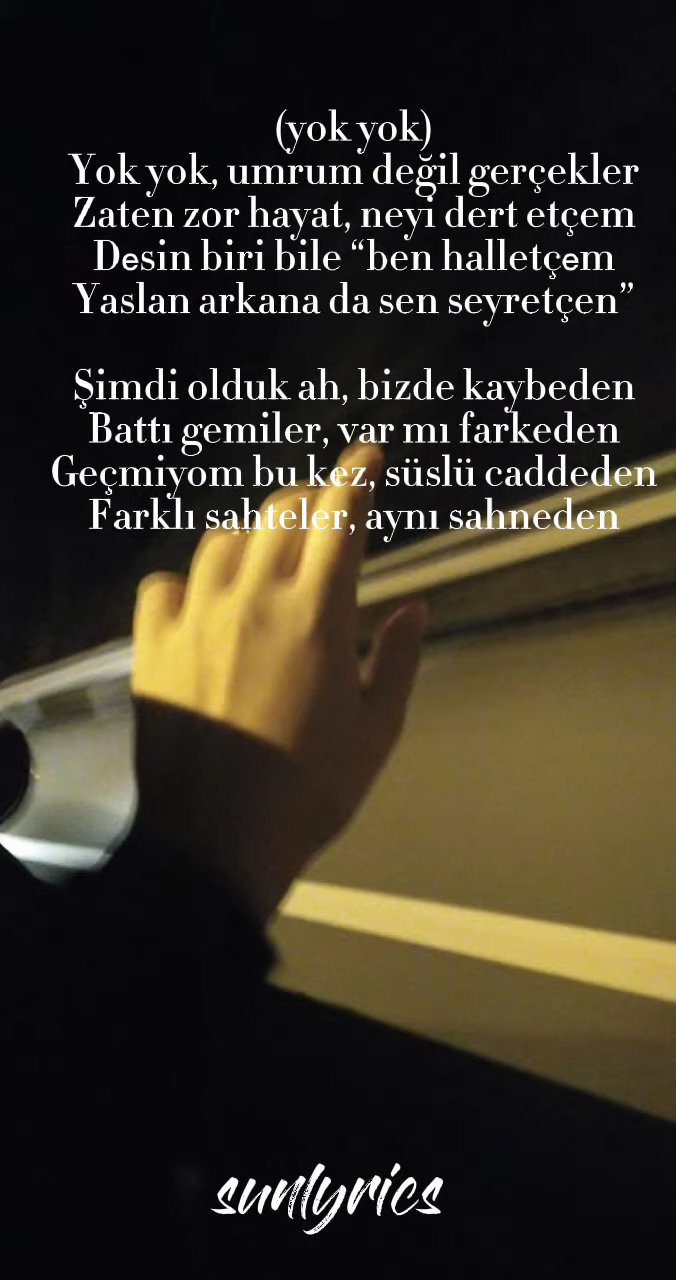 (yok yok)
Yok yok, umrum değil gerçekler
Zaten zor hayat, neyi dert etçem
Desin biri bile “ben halletçem
Yaslan arkana da sen seyretçen”
Şimdi olduk ah, bizde kaybeden
Battı gemiler, var mı farkeden
Geçmiyom bu kez, süslü caddeden
Farklı sahteler, aynı sahneden
sunlyrics